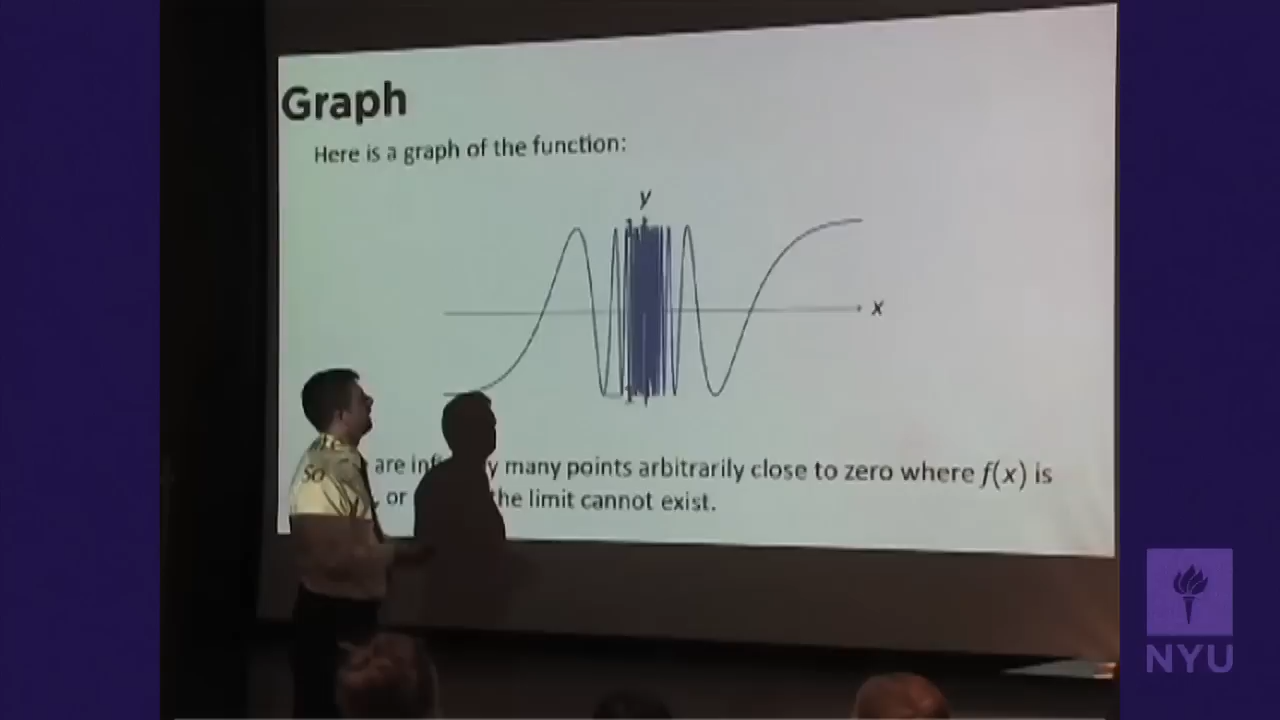 Graph
Here is a graph of the function:
y
x
So are many points arbitrarily close to zero where f(x) is
, or the limit cannot exist.
NYU